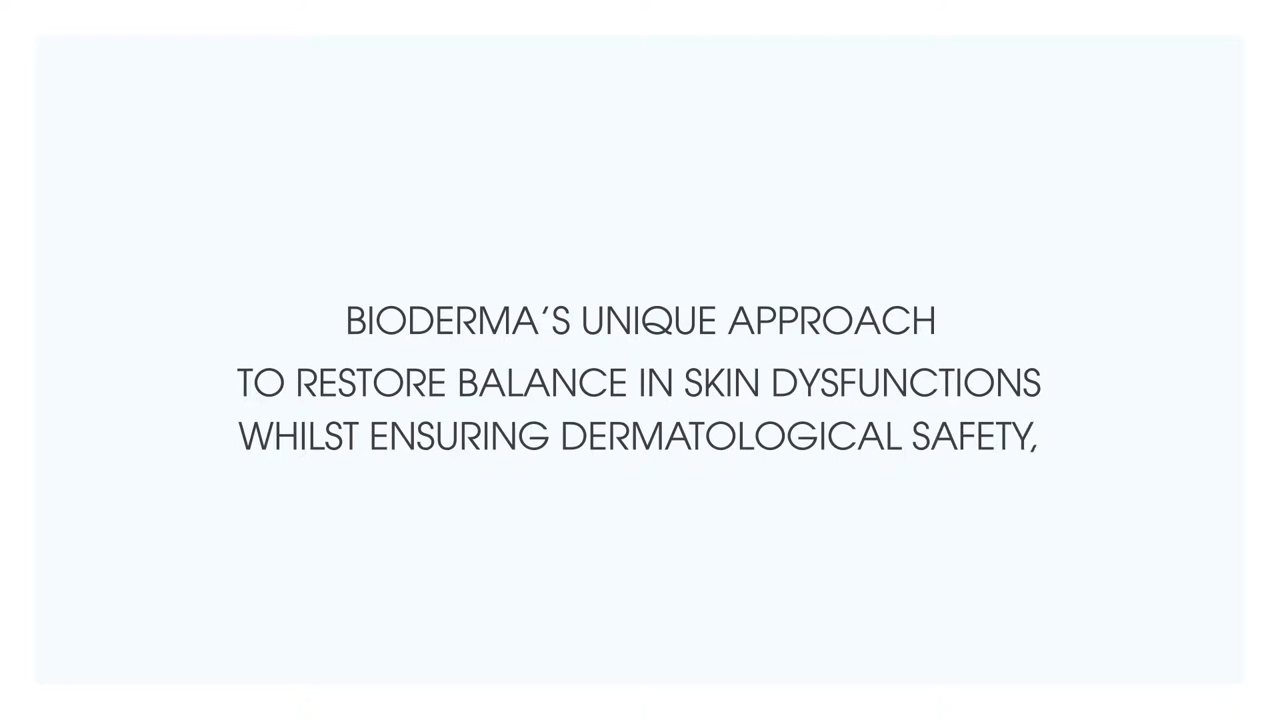 BIODERMA'S UNIQUE APPROACH
TO RESTORE BALANCE IN SKIN DYSFUNCTIONS
WHILST ENSURING DERMATOLOGICAL SAFETY,